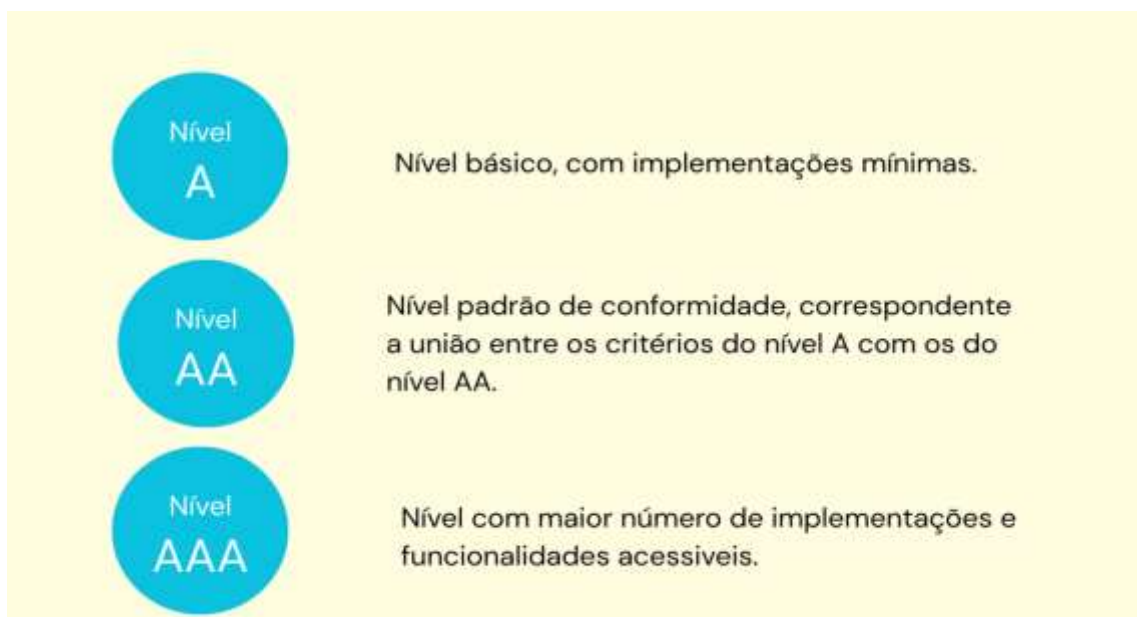 Nível
A
Nível básico, com implementações mínimas.
Nível
AA
Nível padrão de conformidade, correspondente
a união entre os critérios do nível A com os do
nível AA.
Nível
AAA
Nível com maior número de implementações e
funcionalidades acessiveis.